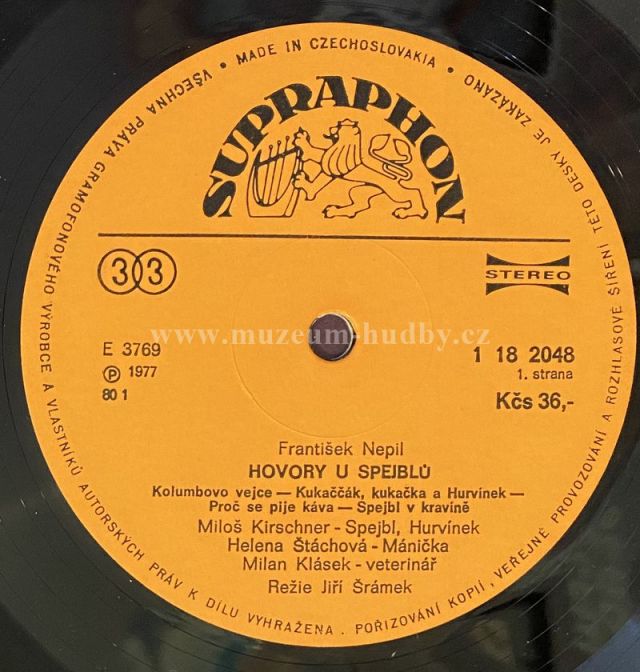 VŠECHNA PRÁVA GRAMOFONOVÉHO VÝROBCE A VLASTNÍKŮ AUTORSKÝCH PRÁV K DÍLU VYHRAŽENA. POŘIZOVÁNÍ KOPIÍ, VEŘEJNÉ PROVOZOVÁNÍ A ROZHLASOVÉ ŠÍŘENÍ TÉTO DESKY JE ZAKÁZÁNO • MADE IN CZECHOSLOVAKIA •
SUPRAPHON
33
STEREO
www.muzeum-hudby.cz
E 3769
1 18 2048
Ⓟ 1977
1. strana
80 1
Kčs 36,-
František Nepil
HOVORY U SPEJBLŮ
Kolumbovo vejce — Kukaččák, kukačka a Hurvínek —
Proč se pije káva — Spejbl v kravíně
Miloš Kirschner - Spejbl, Hurvínek
Helena Štáchová - Mánička
Milan Klásek - veterinář
Režie Jiří Šrámek